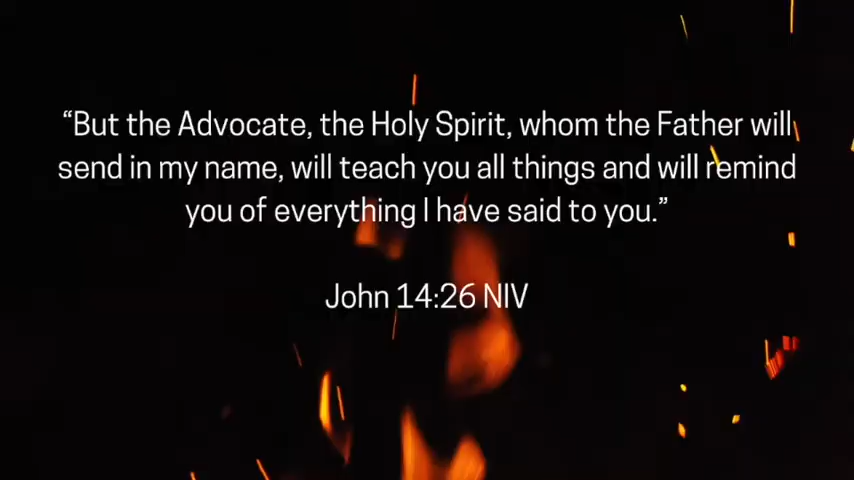 “But the Advocate, the Holy Spirit, whom the Father will
send in my name, will teach you all things and will remind
you of everything I have said to you.”
John 14:26 NIV